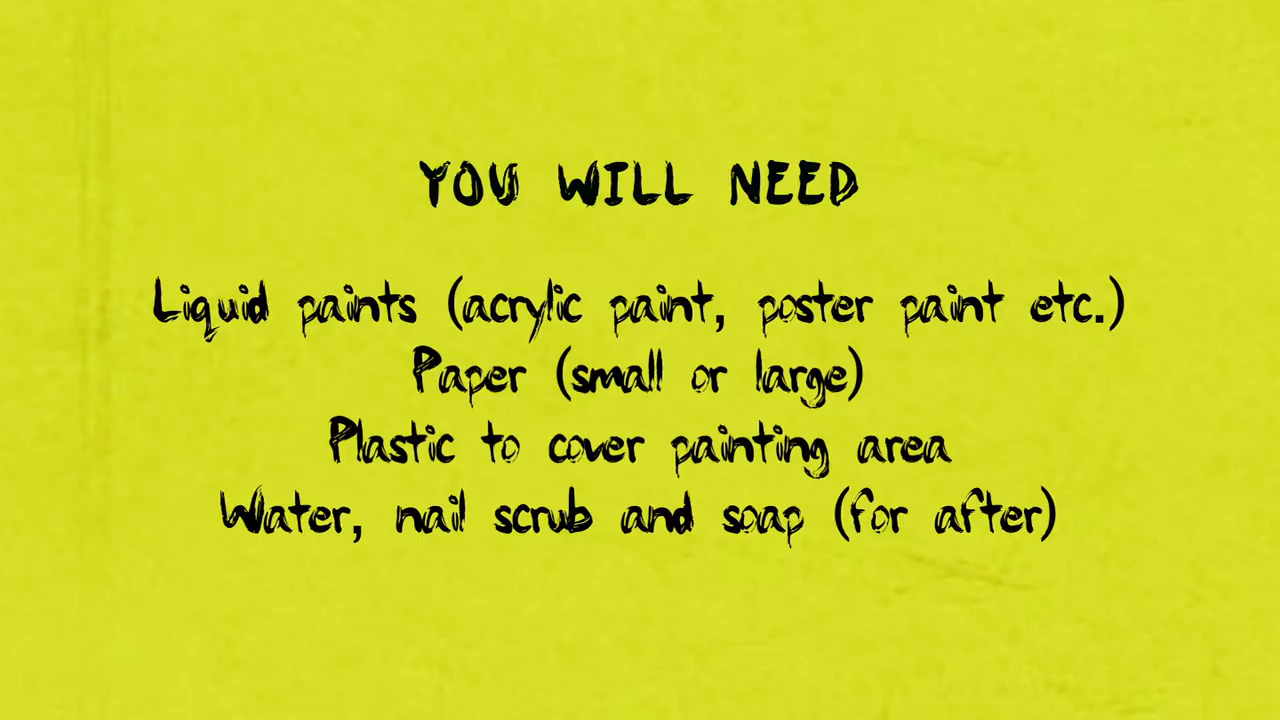 YOU WILL NEED
Liquid paints (acrylic paint, poster paint etc.)
Paper (small or large)
Plastic to cover painting area
Water, nail scrub and soap (for after)